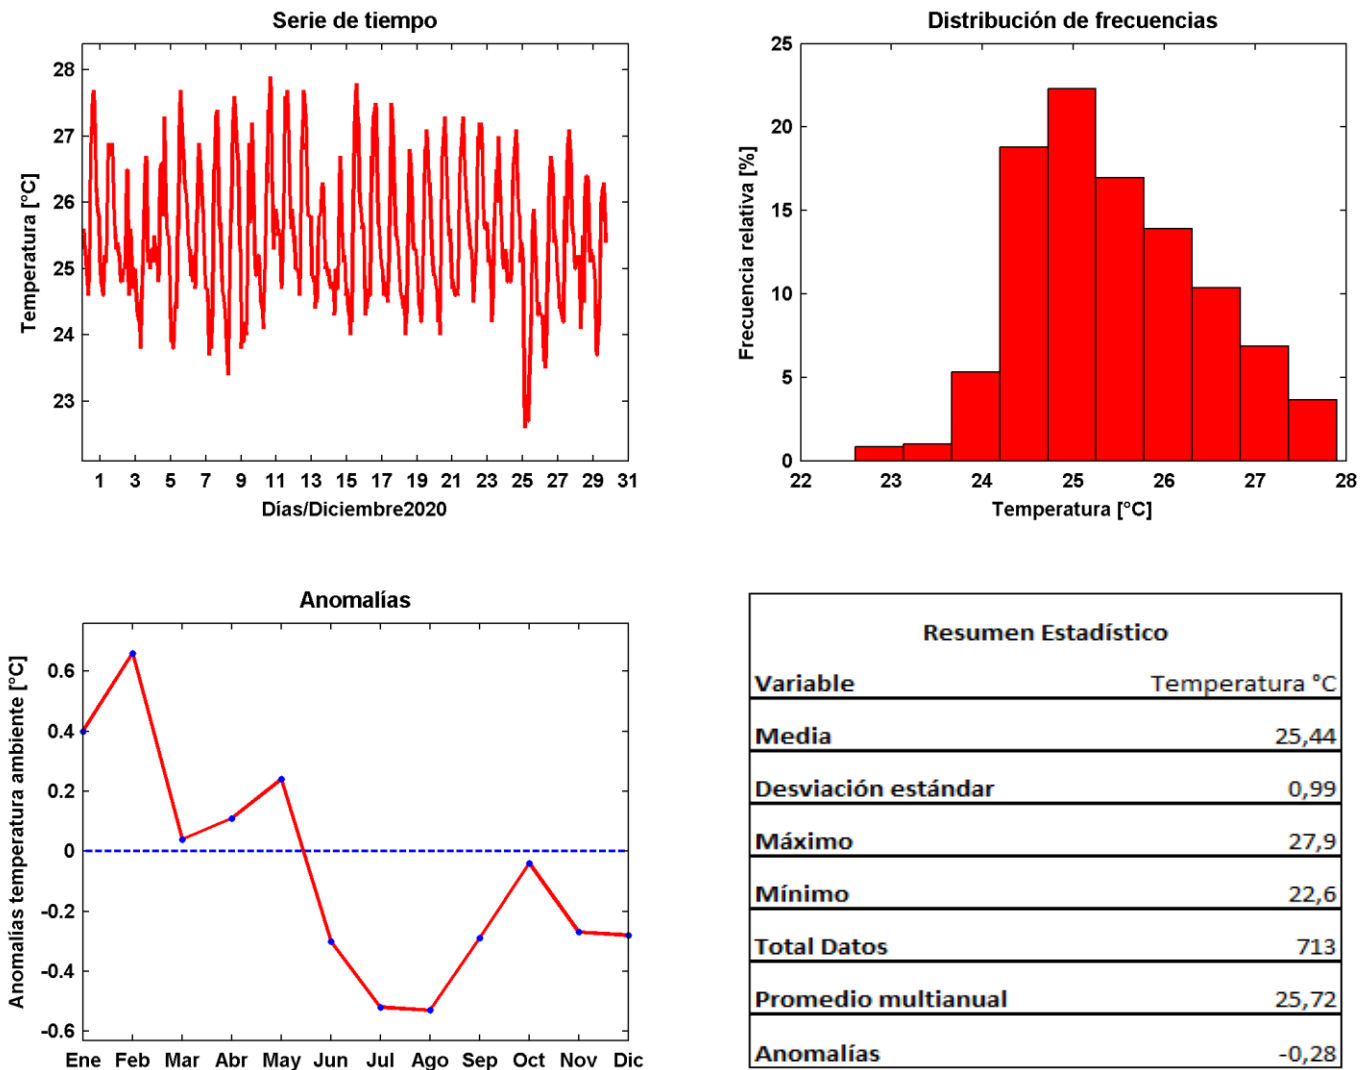 Serie de tiempo
28
27
26
25
24
23
Temperatura [°C]
1 3 5 7 9 11 13 15 17 19 21 23 25 27 29 31
Días/Diciembre2020
Distribución de frecuencias
25
20
15
10
5
0
Frecuencia relativa [%]
22 23 24 25 26 27 28
Temperatura [°C]
Anomalías
0.6
0.4
0.2
0
-0.2
-0.4
-0.6
Anomalías temperatura ambiente [°C]
Ene Feb Mar Abr May Jun Jul Ago Sep Oct Nov Dic
Resumen Estadístico
Variable Temperatura °C
Media 25,44
Desviación estándar 0,99
Máximo 27,9
Mínimo 22,6
Total Datos 713
Promedio multianual 25,72
Anomalías -0,28